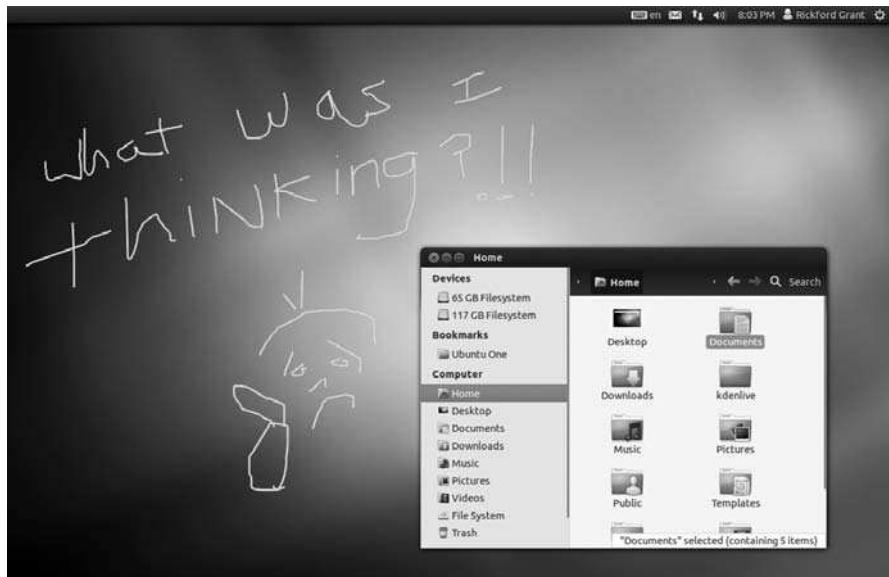 en 8:03 PM Rickford Grant
what was I
thiNking?!!
Home
Devices
65 GB Filesystem
117 GB Filesystem
Bookmarks
Ubuntu One
Computer
Home
Desktop
Documents
Downloads
Music
Pictures
Videos
File System
Trash
Home Search
Desktop Documents
Downloads kdenlive
Music Pictures
Public Templates
"Documents" selected (containing 5 items)